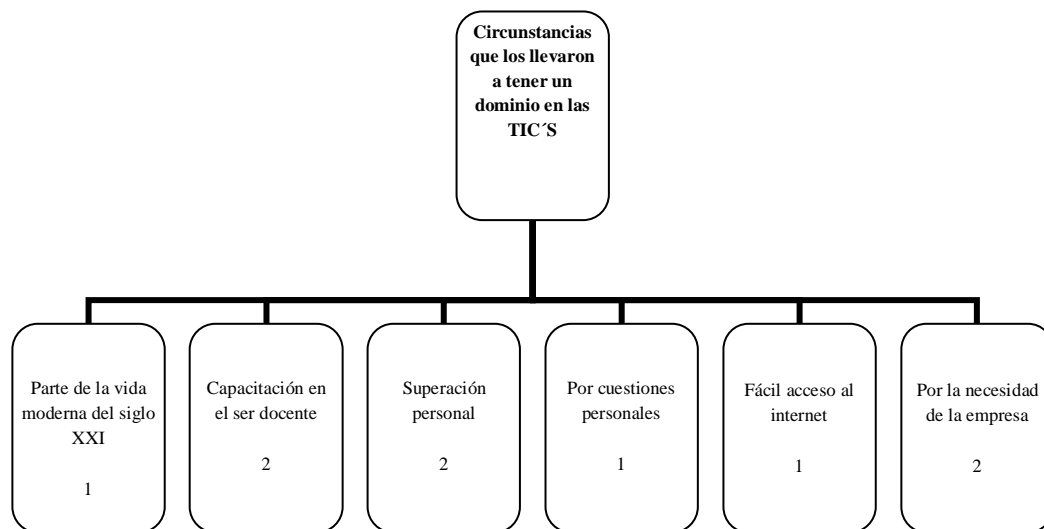 Circunstancias
que los llevaron
a tener un
dominio en las
TIC´S
Parte de la vida
moderna del siglo
XXI
1
Capacitación en
el ser docente
2
Superación
personal
2
Por cuestiones
personales
1
Fácil acceso al
internet
1
Por la necesidad
de la empresa
2